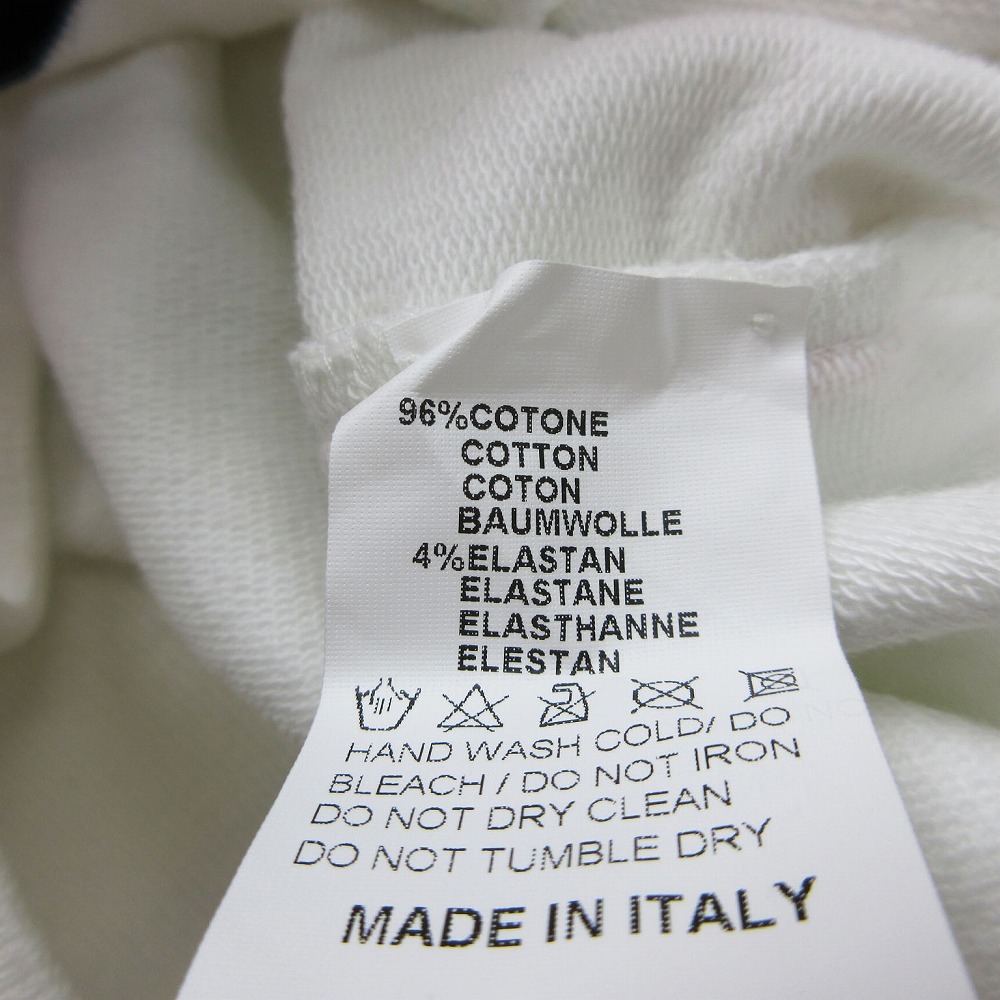 96%COTONE
COTTON
COTON
BAUMWOLLE
4%ELASTAN
ELASTANE
ELASTHANNE
ELESTAN
HAND WASH COLD/ DO NO
BLEACH / DO NOT IRON
DO NOT DRY CLEAN
DO NOT TUMBLE DRY
MADE IN ITALY